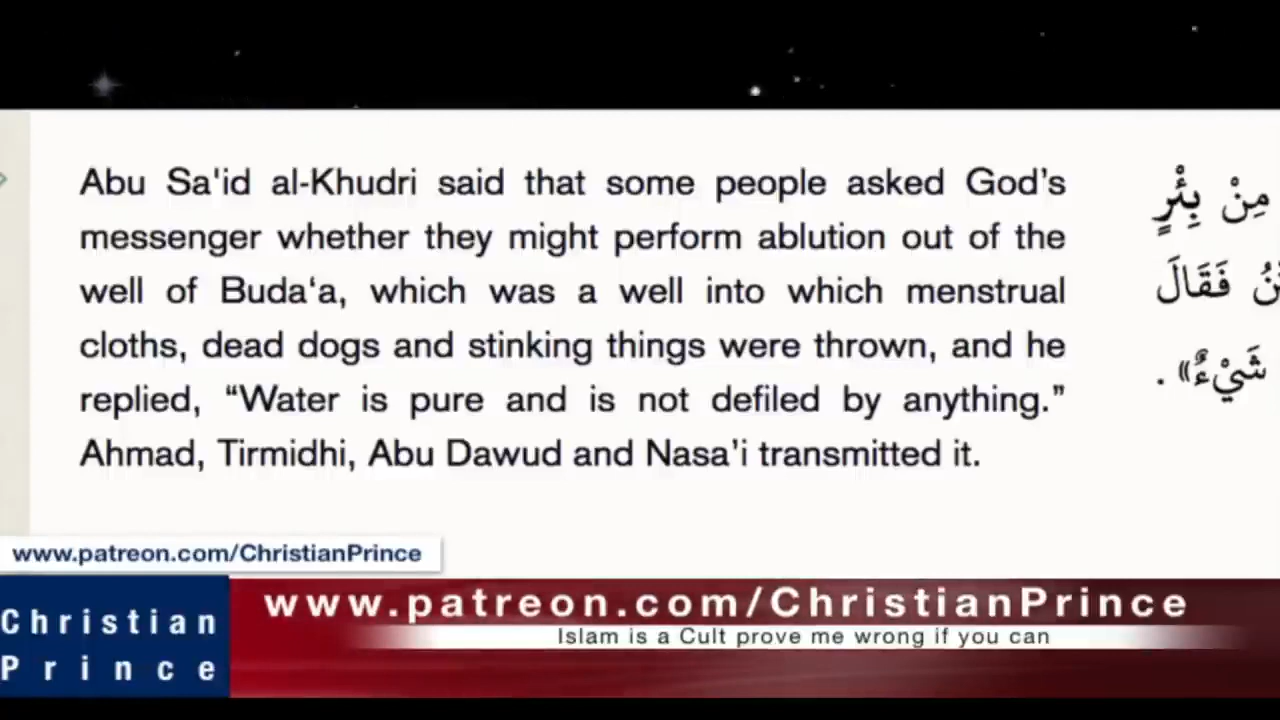 Abu Sa'id al-Khudri said that some people asked God's
messenger whether they might perform ablution out of the
well of Buda‘a, which was a well into which menstrual
cloths, dead dogs and stinking things were thrown, and he
replied, “Water is pure and is not defiled by anything.”
Ahmad, Tirmidhi, Abu Dawud and Nasa'i transmitted it.
مِنْ بِئْرٍ
فَقَالَ
شَيْءٌ» .
www.patreon.com/ChristianPrince
Christian
Prince
www.patreon.com/ChristianPrince
Islam is a Cult prove me wrong if you can